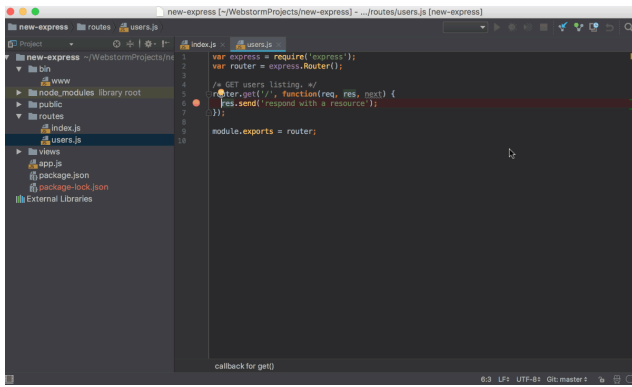 new-express [~/WebstormProjects/new-express] - .../routes/users.js [new-express]
new-express routes users.js
Project index.js users.js
new-express ~/WebstormProjects/new-express
bin
www
node_modules library root
public
routes
index.js
users.js
views
app.js
package.json
package-lock.json
External Libraries
1 var express = require('express');
2 var router = express.Router();
3
4 /* GET users listing. */
5 router.get('/', function(req, res, next) {
6 res.send('respond with a resource');
7 });
8
9 module.exports = router;
10
callback for get()
6:3 LF÷ UTF-8÷ Git: master÷